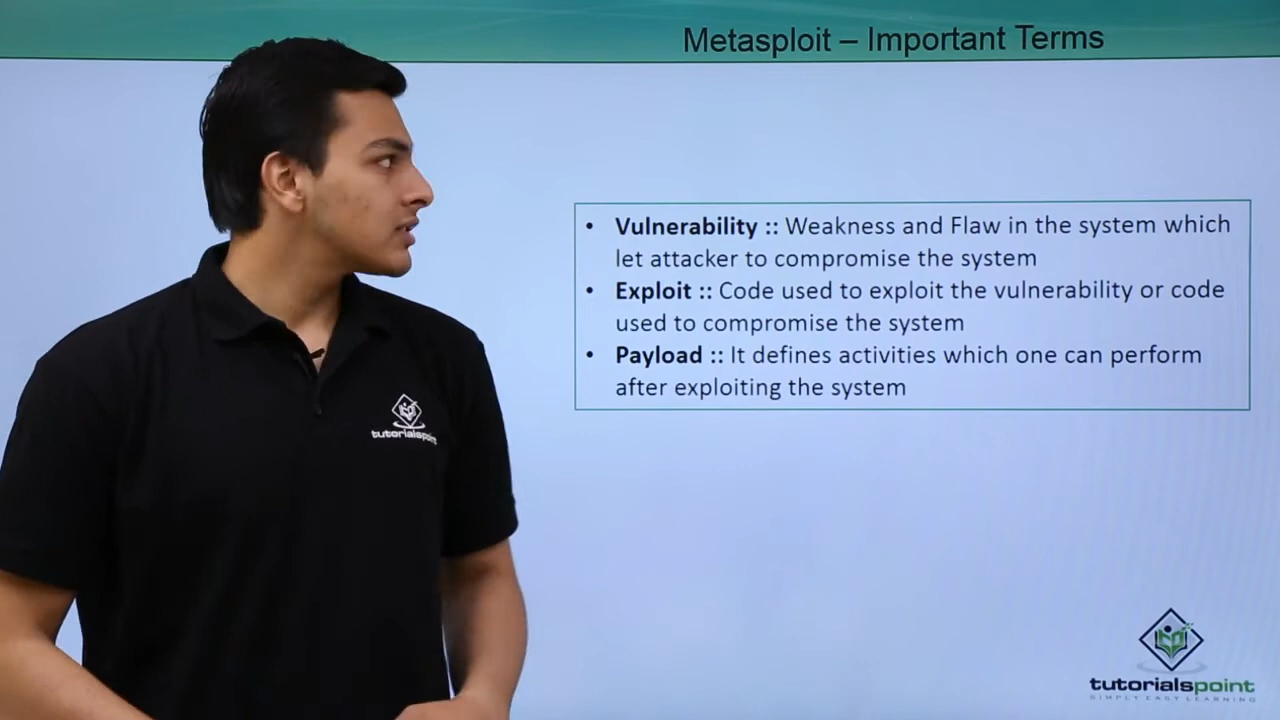 Metasploit – Important Terms
• Vulnerability :: Weakness and Flaw in the system which
let attacker to compromise the system
• Exploit :: Code used to exploit the vulnerability or code
used to compromise the system
• Payload :: It defines activities which one can perform
after exploiting the system
tutorialspoint
tutorialspoint
SIMPLY EASY LEARNING